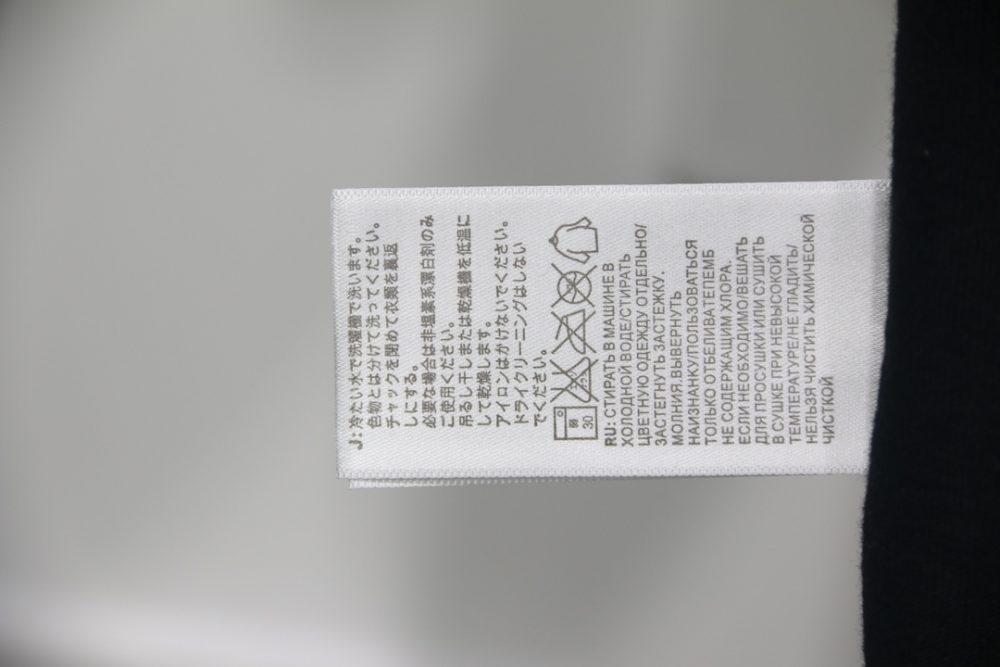 J: 冷たい水で洗濯機で洗います。
色物とは分けて洗ってください。
チャックを閉めて衣類を裏返
しにする。
必要な場合は非塩素系漂白剤のみ
ご使用ください。
吊るし干しまたは乾燥機を低温に
して乾燥します。
アイロンはかけないでください。
ドライクリーニングはしない
でください。
弱
30
RU: СТИРАТЬ В МАШИНЕ В
ХОЛОДНОЙ ВОДЕ/СТИРАТЬ
ЦВЕТНУЮ ОДЕЖДУ ОТДЕЛЬНО/
ЗАСТЕГНУТЬ ЗАСТЕЖКУ.
МОЛНИЯ.ВЫВЕРНУТЬ
НАИЗНАНКУ/ПОЛЬЗОВАТЬСЯ
ТОЛЬКО ОТБЕЛИВАТЕПЕМБ
НЕ СОДЕРЖАЩИМ ХЛОРА.
ЕСЛИ НЕОБХОДИМО/ВЕШАТЬ
ДЛЯ ПРОСУШКИ ИЛИ СУШИТЬ
В СУШКЕ ПРИ НЕВЫСОКОЙ
ТЕМПЕРАТУРЕ/НЕ ГЛАДИТЬ/
НЕЛЬЗЯ ЧИСТИТЬ ХИМИЧЕСКОЙ
ЧИСТКОЙ